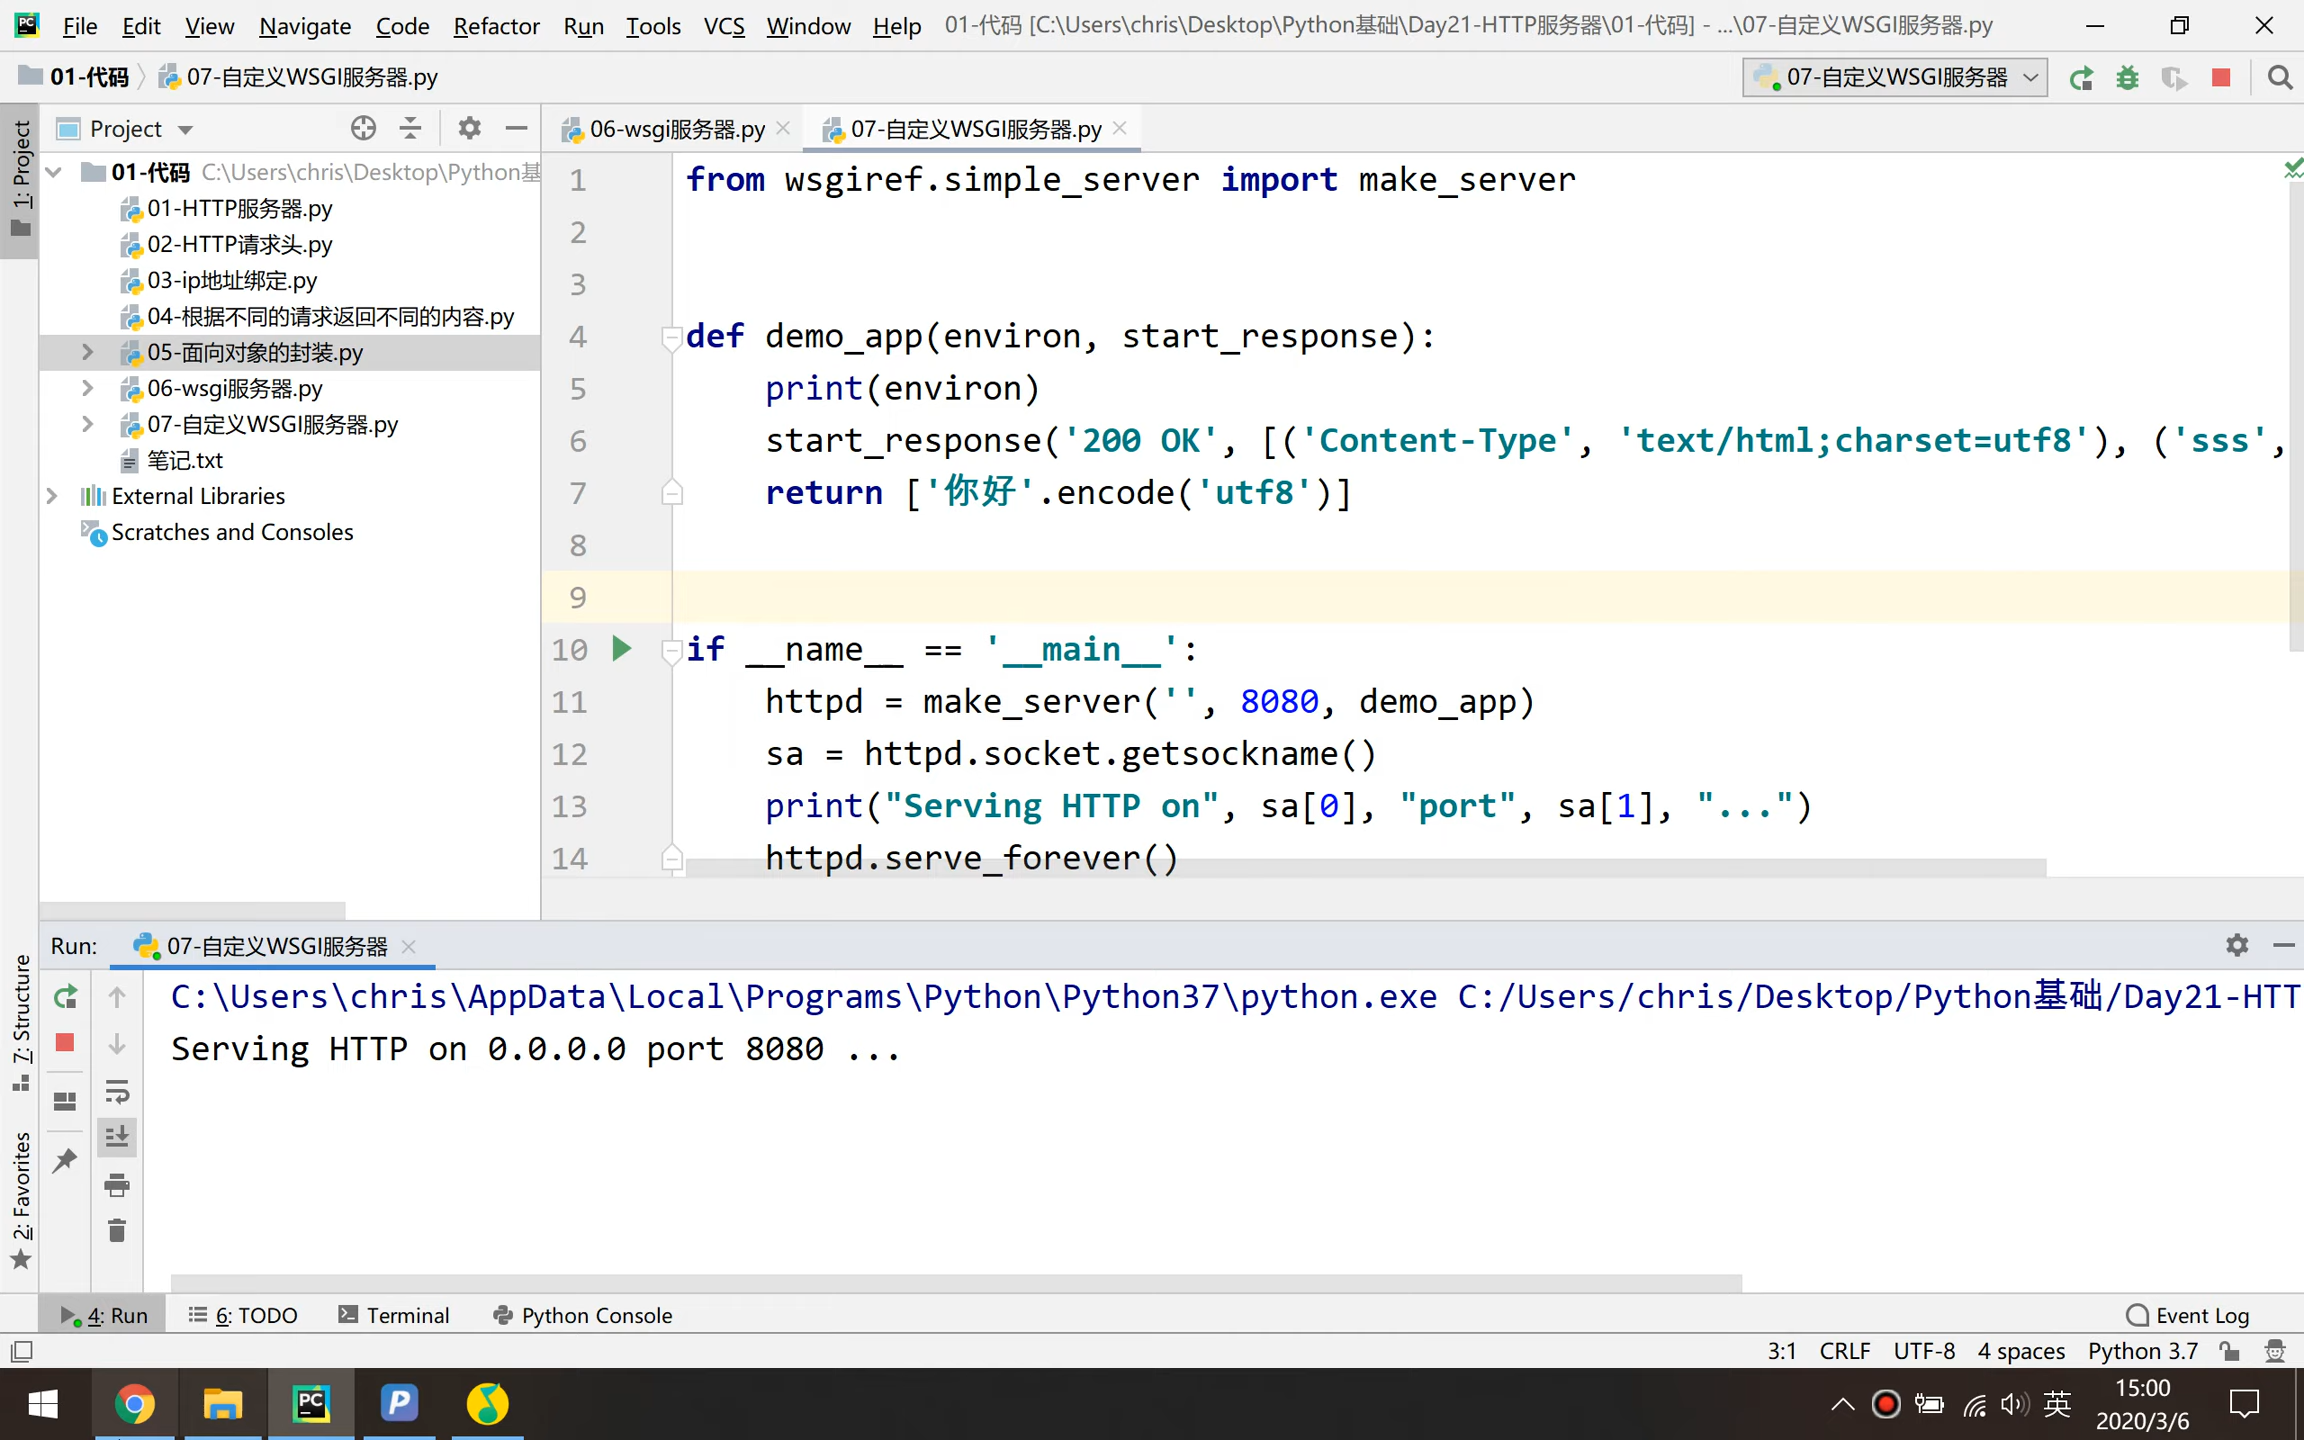 File Edit View Navigate Code Refactor Run Tools VCS Window Help 01-代码 [C:\Users\chris\Desktop\Python基础\Day21-HTTP服务器\01-代码] - ...\07-自定义WSGI服务器.py
01-代码 07-自定义WSGI服务器.py
07-自定义WSGI服务器
1: Project
Project
06-wsgi服务器.py
07-自定义WSGI服务器.py
01-代码 C:\Users\chris\Desktop\Python基
01-HTTP服务器.py
02-HTTP请求头.py
03-ip地址绑定.py
04-根据不同的请求返回不同的内容.py
05-面向对象的封装.py
06-wsgi服务器.py
07-自定义WSGI服务器.py
笔记.txt
External Libraries
Scratches and Consoles
1 from wsgiref.simple_server import make_server
2
3
4 def demo_app(environ, start_response):
5 print(environ)
6 start_response('200 OK', [('Content-Type', 'text/html;charset=utf8'), ('sss',
7 return ['你好'.encode('utf8')]
8
9
10 if __name__ == '__main__':
11 httpd = make_server('', 8080, demo_app)
12 sa = httpd.socket.getsockname()
13 print("Serving HTTP on", sa[0], "port", sa[1], "...")
14 httpd.serve_forever()
Run: 07-自定义WSGI服务器
7: Structure
2: Favorites
C:\Users\chris\AppData\Local\Programs\Python\Python37\python.exe C:/Users/chris/Desktop/Python基础/Day21-HTT
Serving HTTP on 0.0.0.0 port 8080 ...
4: Run 6: TODO Terminal Python Console Event Log
3:1 CRLF UTF-8 4 spaces Python 3.7
PC
英
15:00
2020/3/6